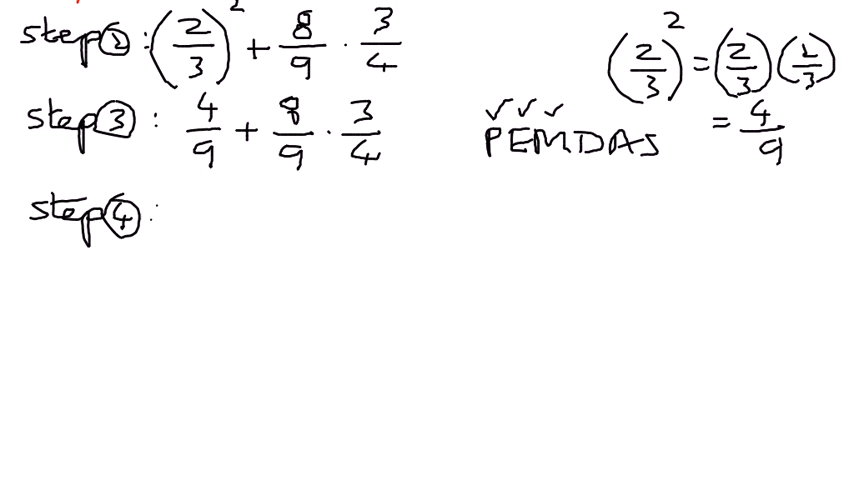 step② : (2/3)² + 8/9 · 3/4
step③ : 4/9 + 8/9 · 3/4
step④ :
(2/3)² = (2/3)(2/3)
= 4/9
✓✓✓
PEMDAS